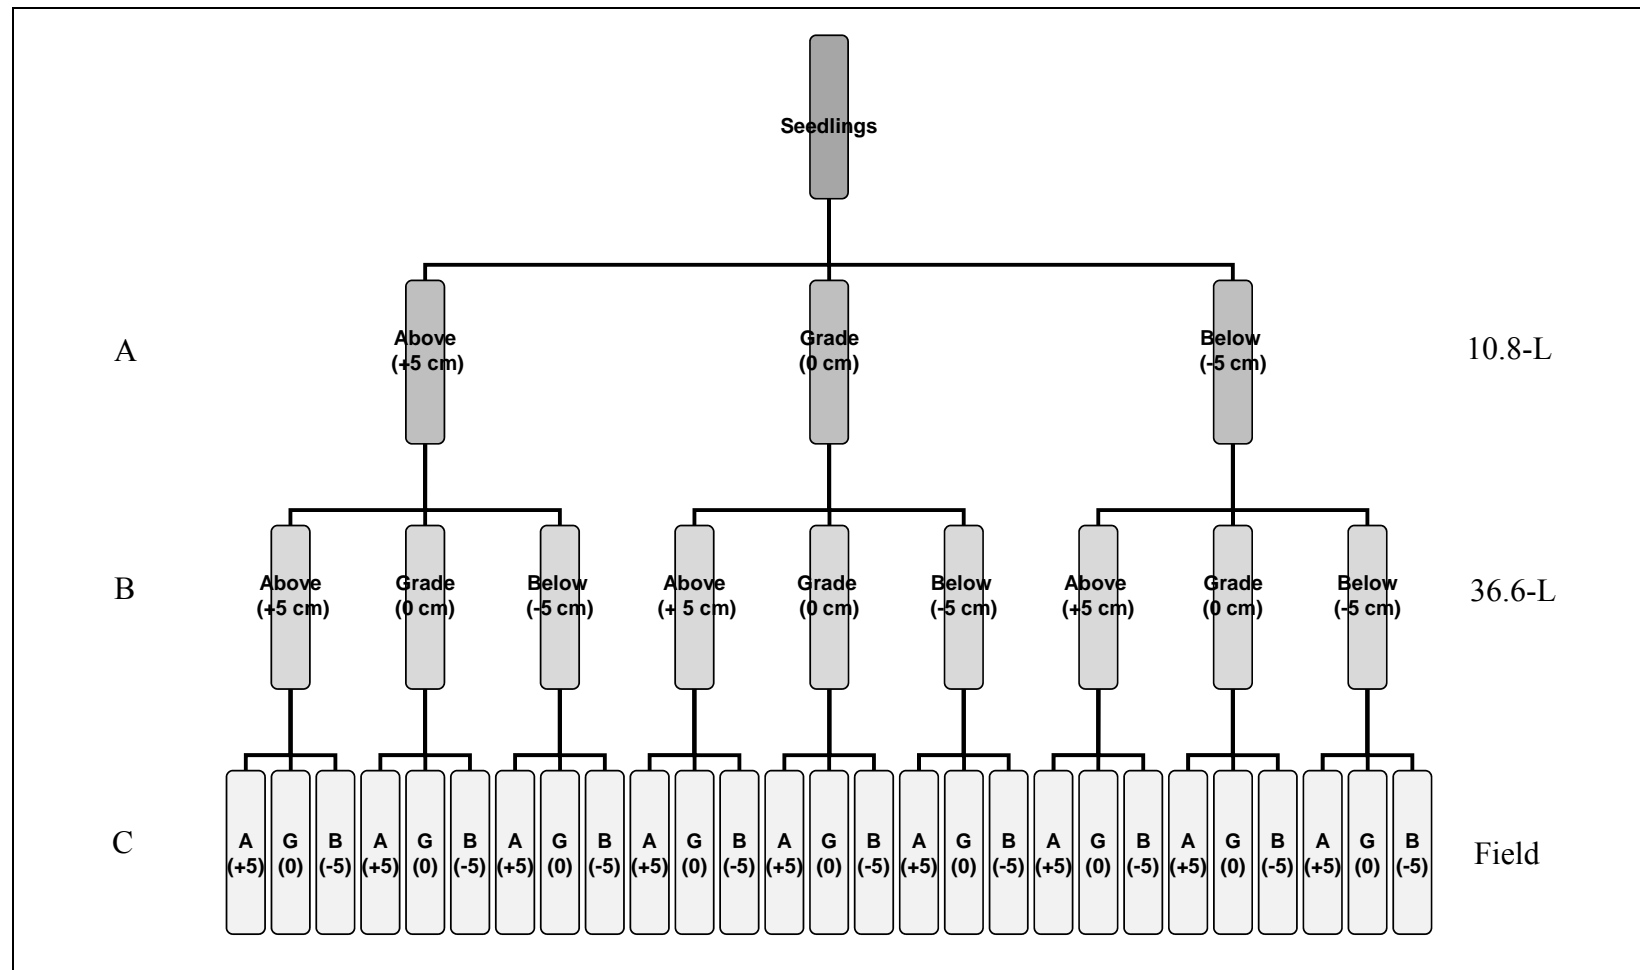 Seedlings
A
Above
(+5 cm)
Grade
(0 cm)
Below
(-5 cm)
10.8-L
B
Above
(+5 cm)
Grade
(0 cm)
Below
(-5 cm)
Above
(+ 5 cm)
Grade
(0 cm)
Below
(-5 cm)
Above
(+5 cm)
Grade
(0 cm)
Below
(-5 cm)
36.6-L
C
A
(+5)
G
(0)
B
(-5)
A
(+5)
G
(0)
B
(-5)
A
(+5)
G
(0)
B
(-5)
A
(+5)
G
(0)
B
(-5)
A
(+5)
G
(0)
B
(-5)
A
(+5)
G
(0)
B
(-5)
A
(+5)
G
(0)
B
(-5)
A
(+5)
G
(0)
B
(-5)
A
(+5)
G
(0)
B
(-5)
Field